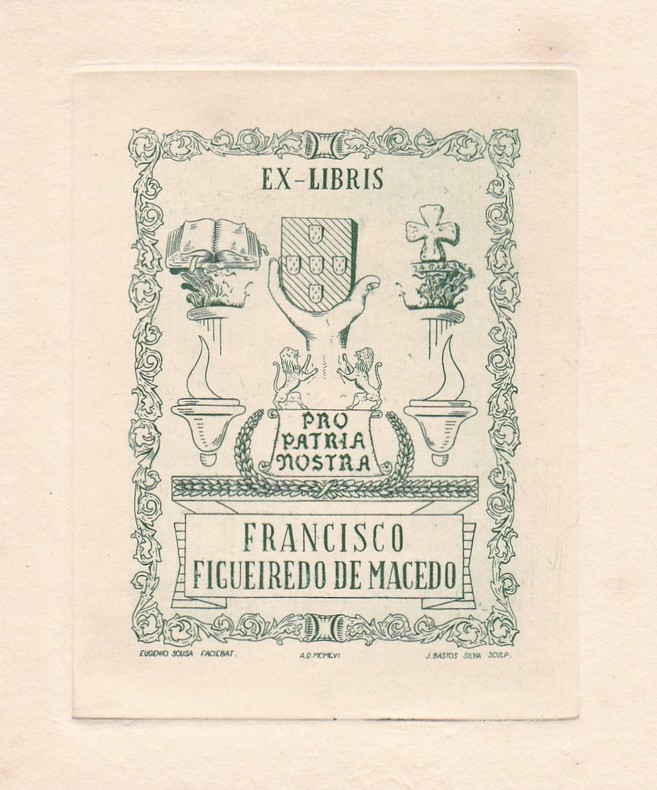 EX-LIBRIS
PRO
PATRIA
NOSTRA
FRANCISCO
FIGUEIREDO DE MACEDO
EUGENIO SOUSA FACIEBAT. A.D. MCMLVI J. BASTOS SILVA SCULP.